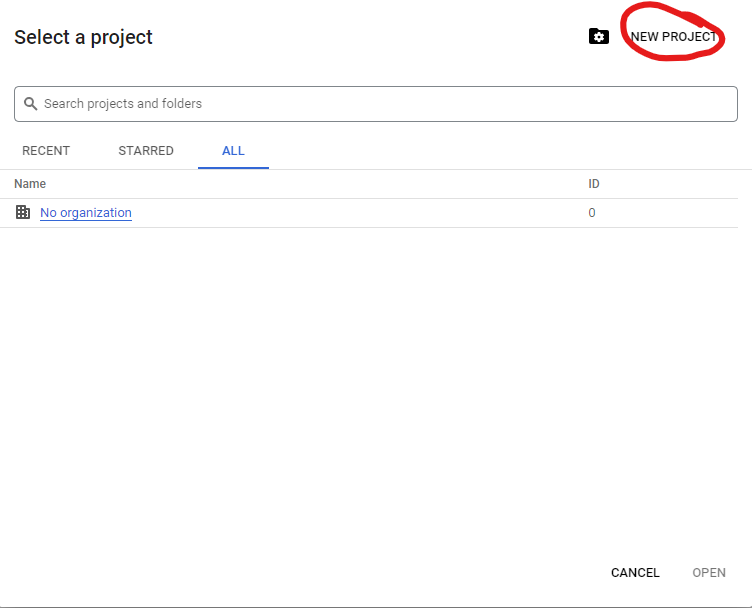 Select a project
NEW PROJECT
Search projects and folders
RECENT STARRED ALL
Name ID
No organization 0
CANCEL OPEN